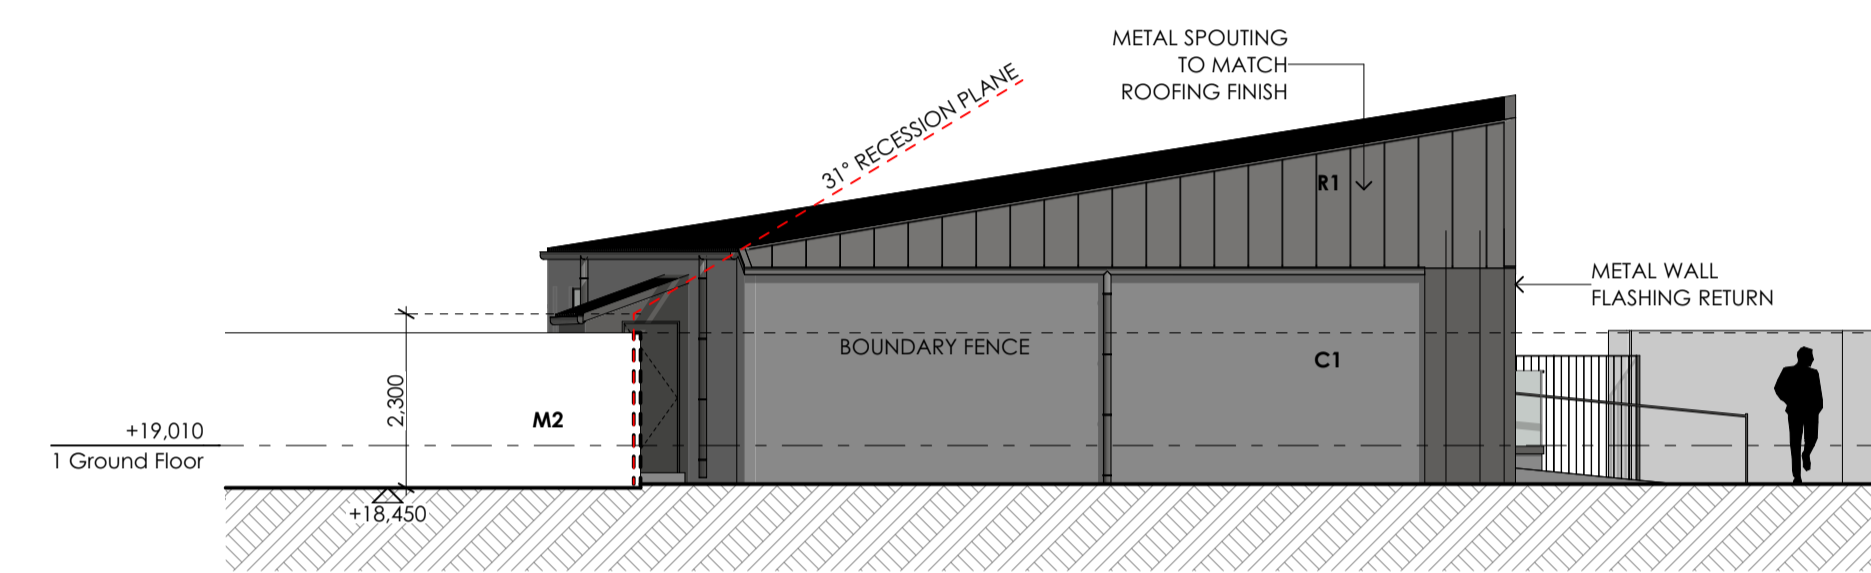 METAL SPOUTING
TO MATCH
ROOFING FINISH
31° RECESSION PLANE
R1
METAL WALL
FLASHING RETURN
BOUNDARY FENCE
C1
2,300
M2
+19,010
1 Ground Floor
+18,450